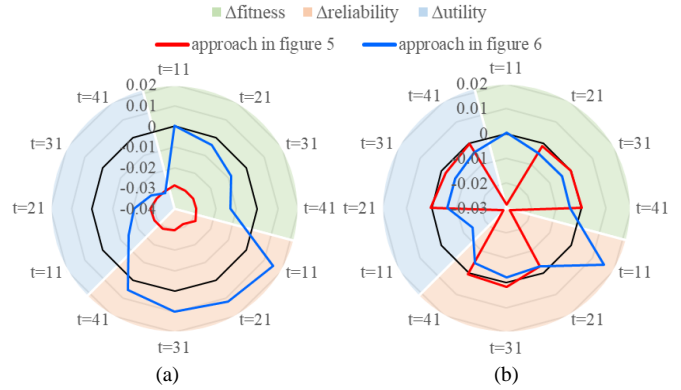 Δfitness Δreliability Δutility
approach in figure 5 approach in figure 6
t=11 t=11
t=41 0.02 t=21 t=41 0.02 t=21
0.01 0.01
t=31 0 t=31 t=31 0 t=31
-0.01 -0.01
-0.02
-0.03 -0.02
t=21 -0.04 t=41 t=21 -0.03 t=41
t=11 t=11 t=11 t=11
t=41 t=21 t=41 t=21
t=31 t=31
(a) (b)